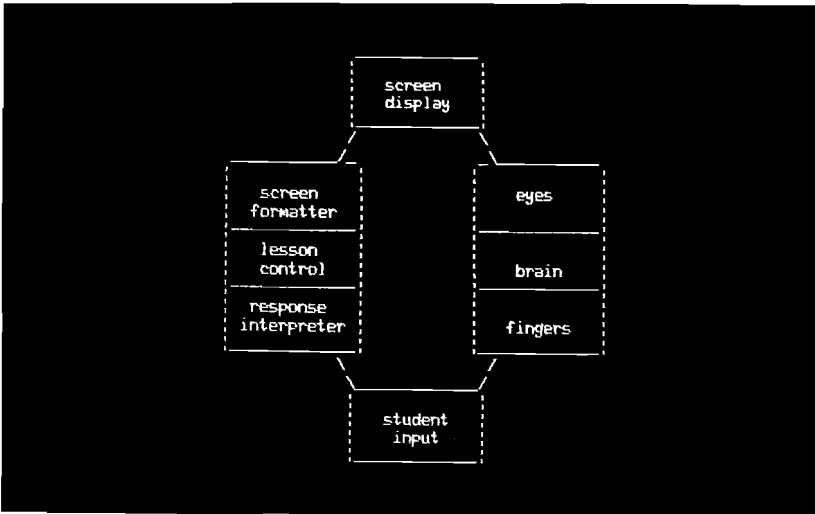 screen
display
screen
formatter
lesson
control
response
interpreter
eyes
brain
fingers
student
input